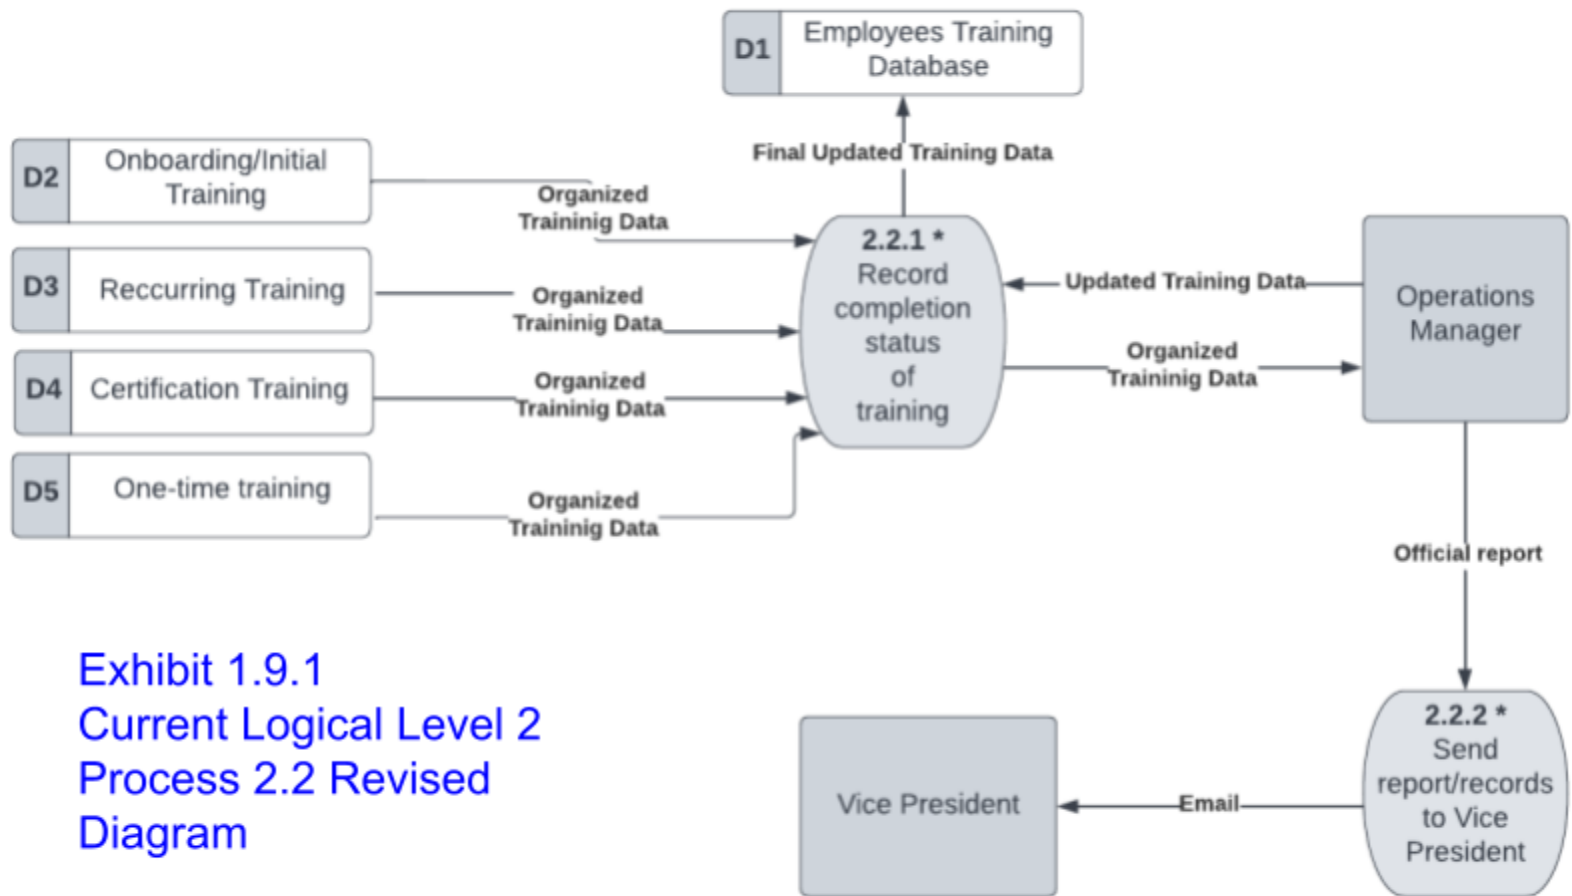 D1
Employees Training
Database
Final Updated Training Data
D2
Onboarding/Initial
Training
Organized
Traininig Data
D3
Reccurring Training
Organized
Traininig Data
D4
Certification Training
Organized
Traininig Data
D5
One-time training
Organized
Traininig Data
2.2.1 *
Record
completion
status
of
training
Updated Training Data
Organized
Traininig Data
Operations
Manager
Official report
2.2.2 *
Send
report/records
to Vice
President
Email
Vice President
Exhibit 1.9.1
Current Logical Level 2
Process 2.2 Revised
Diagram